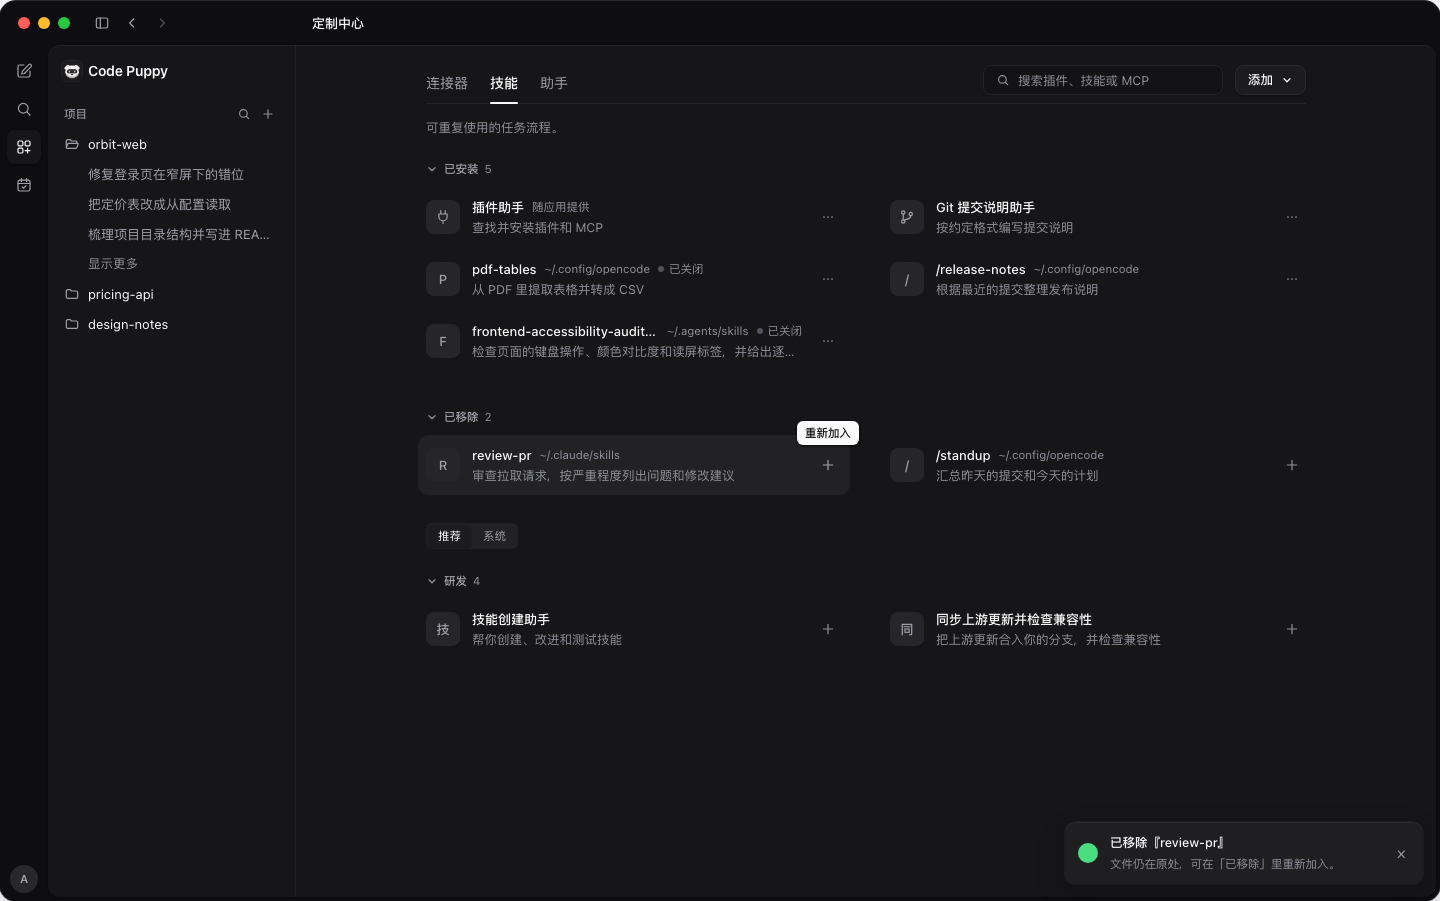 定制中心
Code Puppy
项目
orbit-web
修复登录页在窄屏下的错位
把定价表改成从配置读取
梳理项目目录结构并写进 REA...
显示更多
pricing-api
design-notes
A
连接器 技能 助手
搜索插件、技能或 MCP
添加
可重复使用的任务流程。
已安装 5
插件助手 随应用提供
查找并安装插件和 MCP
Git 提交说明助手
按约定格式编写提交说明
P
pdf-tables ~/.config/opencode 已关闭
从 PDF 里提取表格并转成 CSV
/
/release-notes ~/.config/opencode
根据最近的提交整理发布说明
F
frontend-accessibility-audit... ~/.agents/skills 已关闭
检查页面的键盘操作、颜色对比度和读屏标签，并给出逐...
已移除 2
重新加入
R
review-pr ~/.claude/skills
审查拉取请求，按严重程度列出问题和修改建议
/
/standup ~/.config/opencode
汇总昨天的提交和今天的计划
推荐 系统
研发 4
技
技能创建助手
帮你创建、改进和测试技能
同
同步上游更新并检查兼容性
把上游更新合入你的分支，并检查兼容性
已移除『review-pr』
文件仍在原处，可在「已移除」里重新加入。